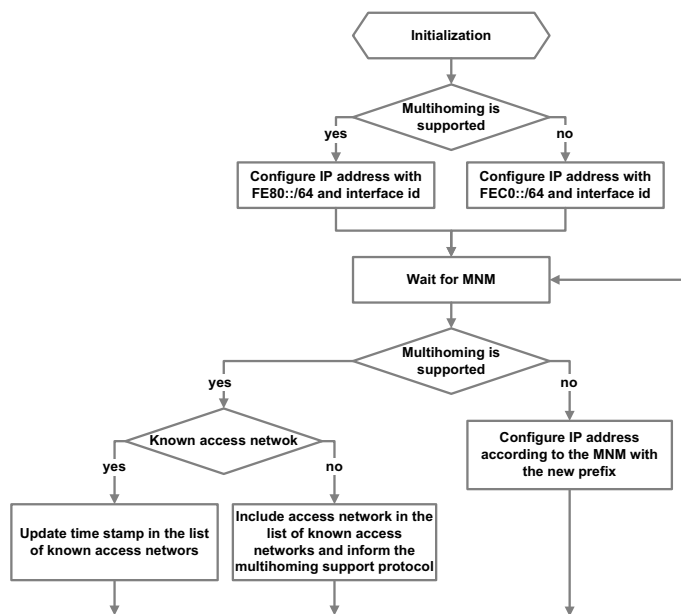 Initialization
Multihoming is
supported
yes
no
Configure IP address with
FE80::/64 and interface id
Configure IP address with
FEC0::/64 and interface id
Wait for MNM
Multihoming is
supported
yes
no
Known access netwok
yes
no
Configure IP address
according to the MNM with
the new prefix
Update time stamp in the list
of known access networs
Include access network in the
list of known access
networks and inform the
multihoming support protocol